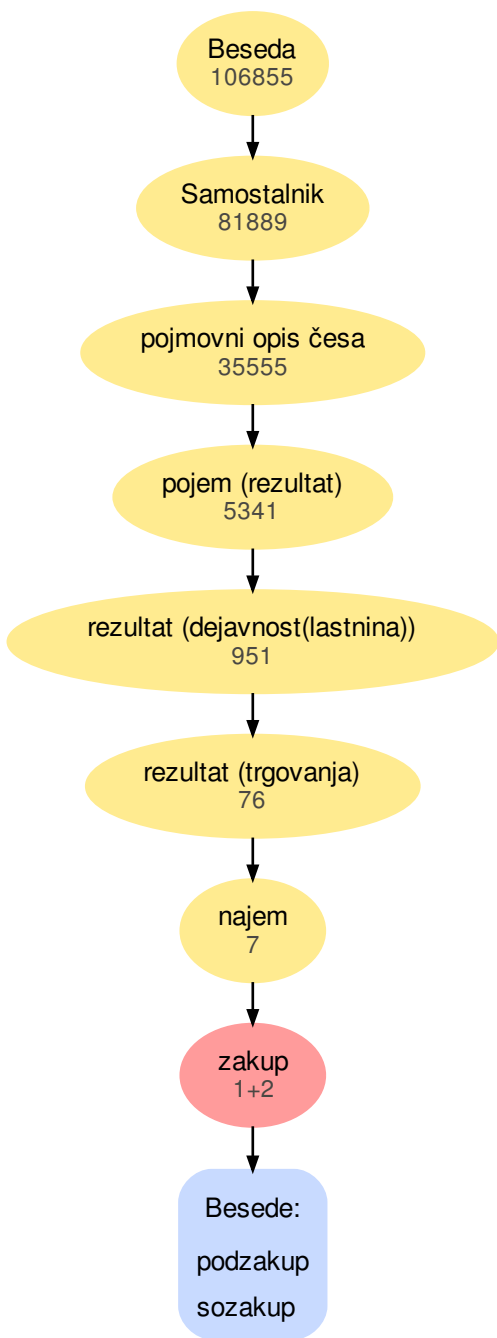 Beseda
106855
Samostalnik
81889
pojmovni opis česa
35555
pojem (rezultat)
5341
rezultat (dejavnost(lastnina))
951
rezultat (trgovanja)
76
najem
7
zakup
1+2
Besede:
podzakup
sozakup